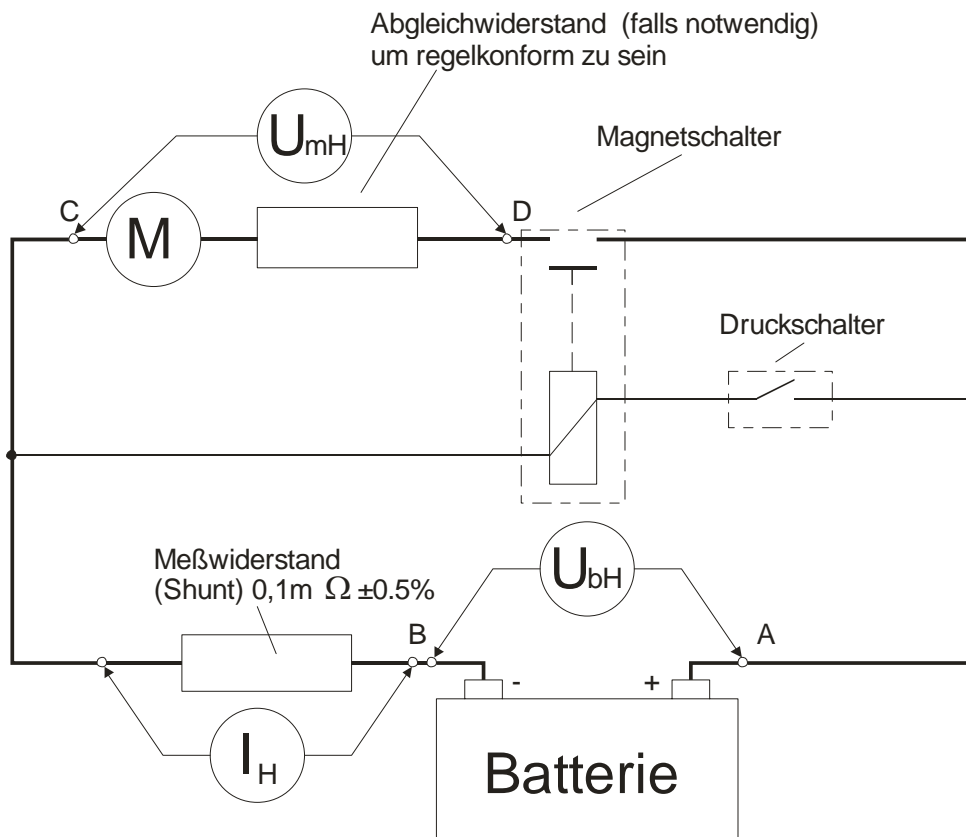 Abgleichwiderstand (falls notwendig)
um regelkonform zu sein
UmH
Magnetschalter
C
M
D
Druckschalter
Meßwiderstand
(Shunt) 0,1m Ω ±0.5%
UbH
B
A
- +
IH
Batterie